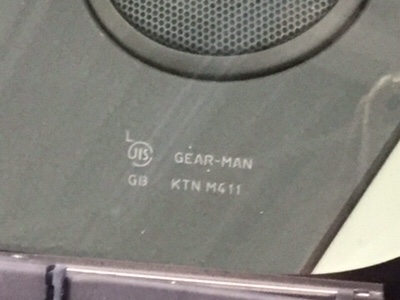 L
JIS GEAR-MAN
GB KTN M411